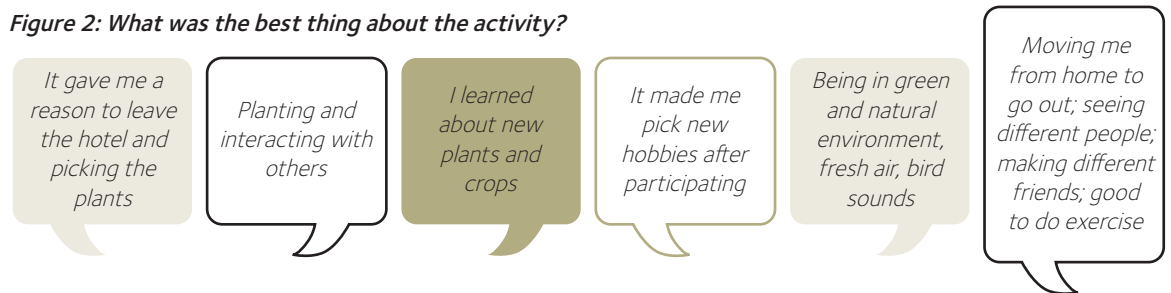 Figure 2: What was the best thing about the activity?
It gave me a
reason to leave
the hotel and
picking the
plants
Planting and
interacting with
others
I learned
about new
plants and
crops
It made me
pick new
hobbies after
participating
Being in green
and natural
environment,
fresh air, bird
sounds
Moving me
from home to
go out; seeing
different people;
making different
friends; good
to do exercise